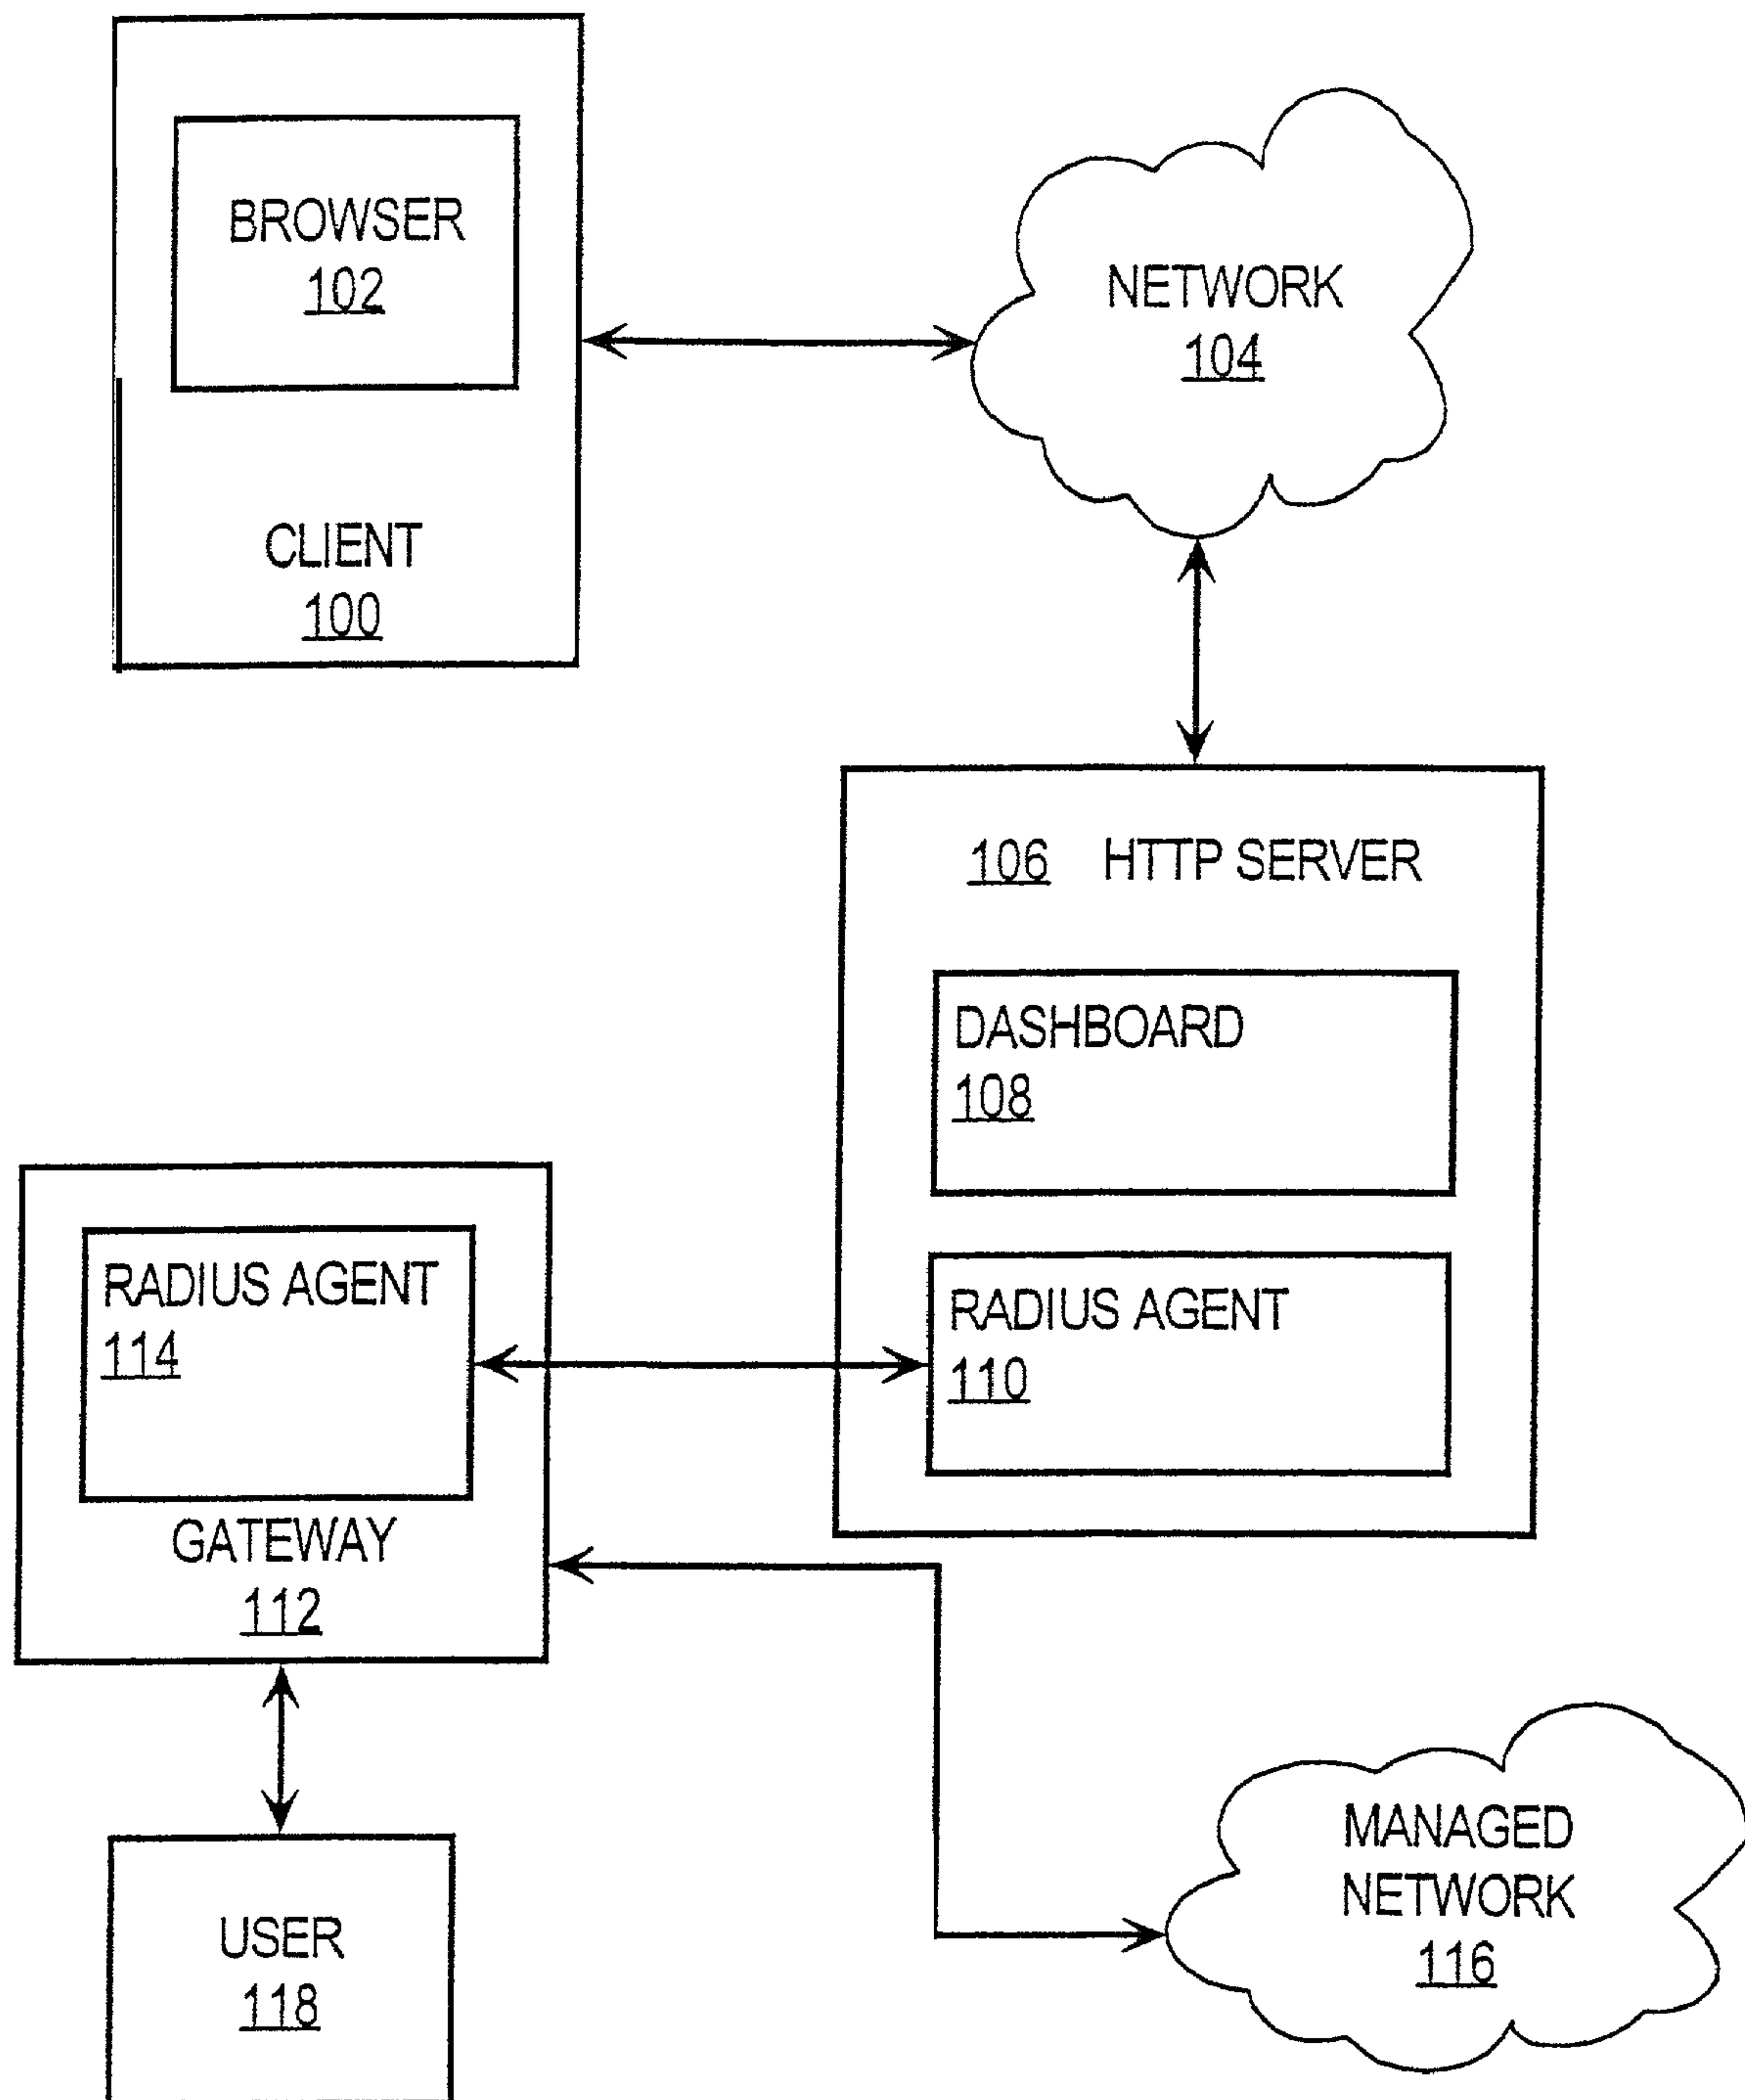 BROWSER
102
CLIENT
100
NETWORK
104
106 HTTP SERVER
DASHBOARD
108
RADIUS AGENT
110
RADIUS AGENT
114
GATEWAY
112
USER
118
MANAGED
NETWORK
116